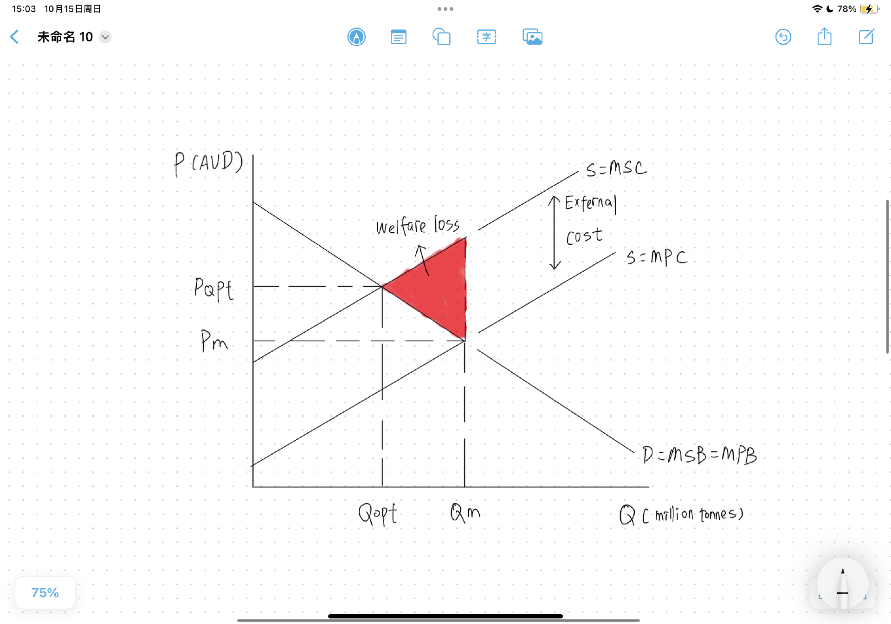 15:03 10月15日周日
78%
未命名 10
字
P (AUD)
S=MSC
External
cost
welfare loss
S=MPC
PQPt
Pm
D=MSB=MPB
Qopt
Qm
Q (million tonnes)
75%